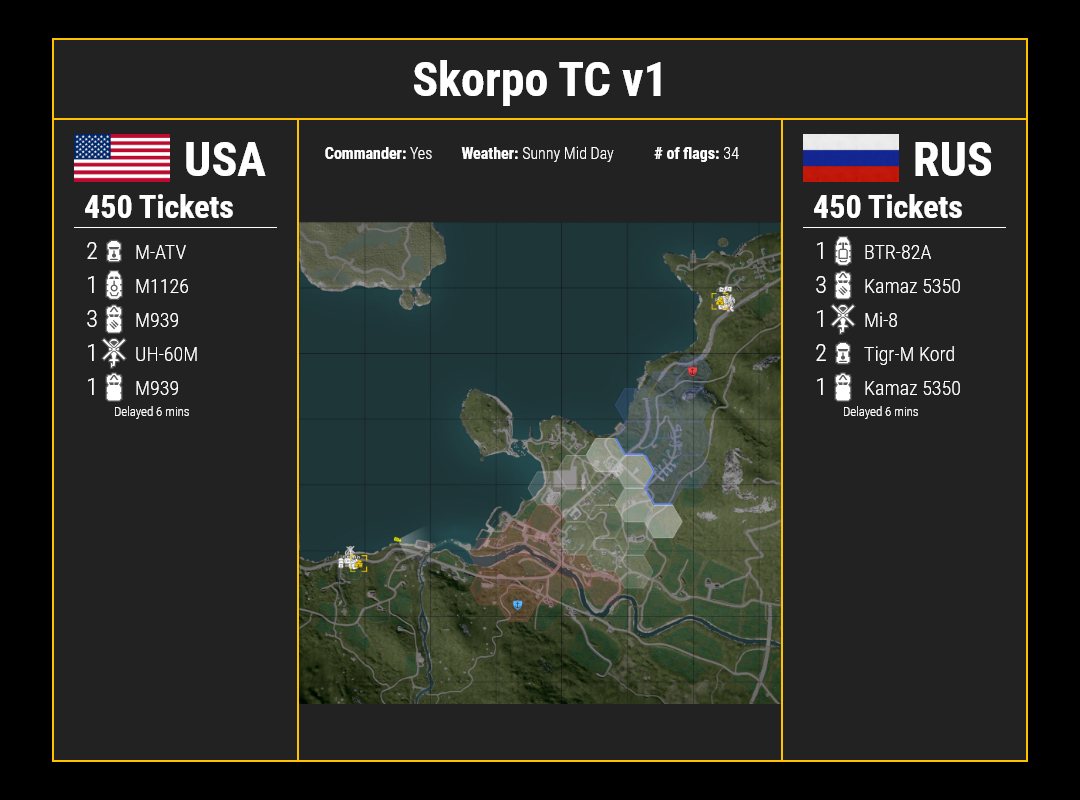 Skorpo TC v1
USA
450 Tickets
2 M-ATV
1 M1126
3 M939
1 UH-60M
1 M939
Delayed 6 mins
Commander: Yes Weather: Sunny Mid Day # of flags: 34
RUS
450 Tickets
1 BTR-82A
3 Kamaz 5350
1 Mi-8
2 Tigr-M Kord
1 Kamaz 5350
Delayed 6 mins